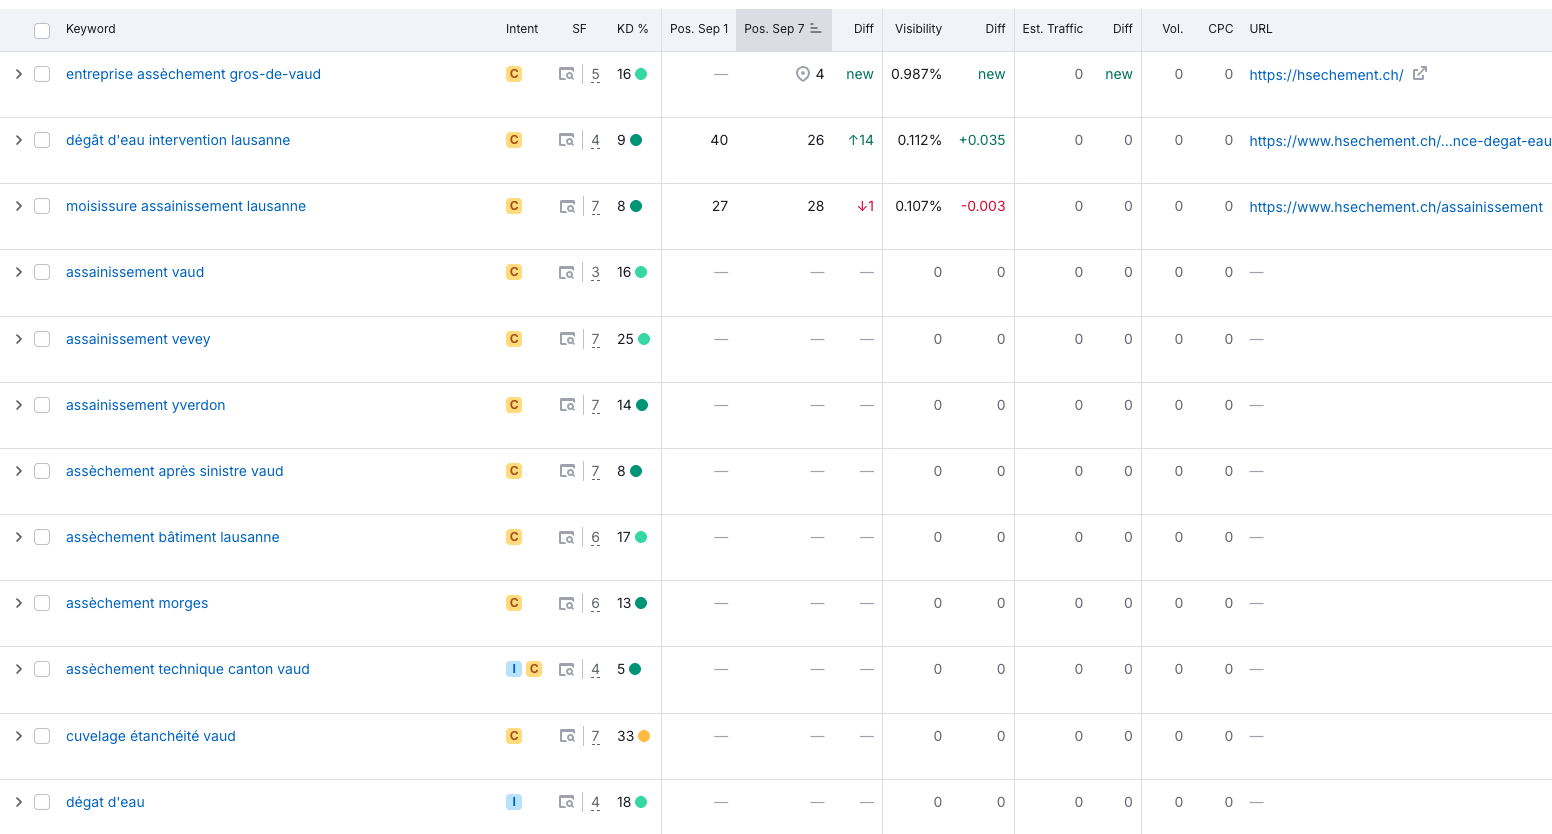 Keyword Intent SF KD % Pos. Sep 1 Pos. Sep 7 Diff Visibility Diff Est. Traffic Diff Vol. CPC URL
entreprise assèchement gros-de-vaud C 5 16 — 4 new 0.987% new 0 new 0 0 https://hsechement.ch/
dégât d'eau intervention lausanne C 4 9 40 26 ↑14 0.112% +0.035 0 0 0 0 https://www.hsechement.ch/...nce-degat-eau
moisissure assainissement lausanne C 7 8 27 28 ↓1 0.107% -0.003 0 0 0 0 https://www.hsechement.ch/assainissement
assainissement vaud C 3 16 — — — 0 0 0 0 0 0 —
assainissement vevey C 7 25 — — — 0 0 0 0 0 0 —
assainissement yverdon C 7 14 — — — 0 0 0 0 0 0 —
assèchement après sinistre vaud C 7 8 — — — 0 0 0 0 0 0 —
assèchement bâtiment lausanne C 6 17 — — — 0 0 0 0 0 0 —
assèchement morges C 6 13 — — — 0 0 0 0 0 0 —
assèchement technique canton vaud I C 4 5 — — — 0 0 0 0 0 0 —
cuvelage étanchéité vaud C 7 33 — — — 0 0 0 0 0 0 —
dégat d'eau I 4 18 — — — 0 0 0 0 0 0 —